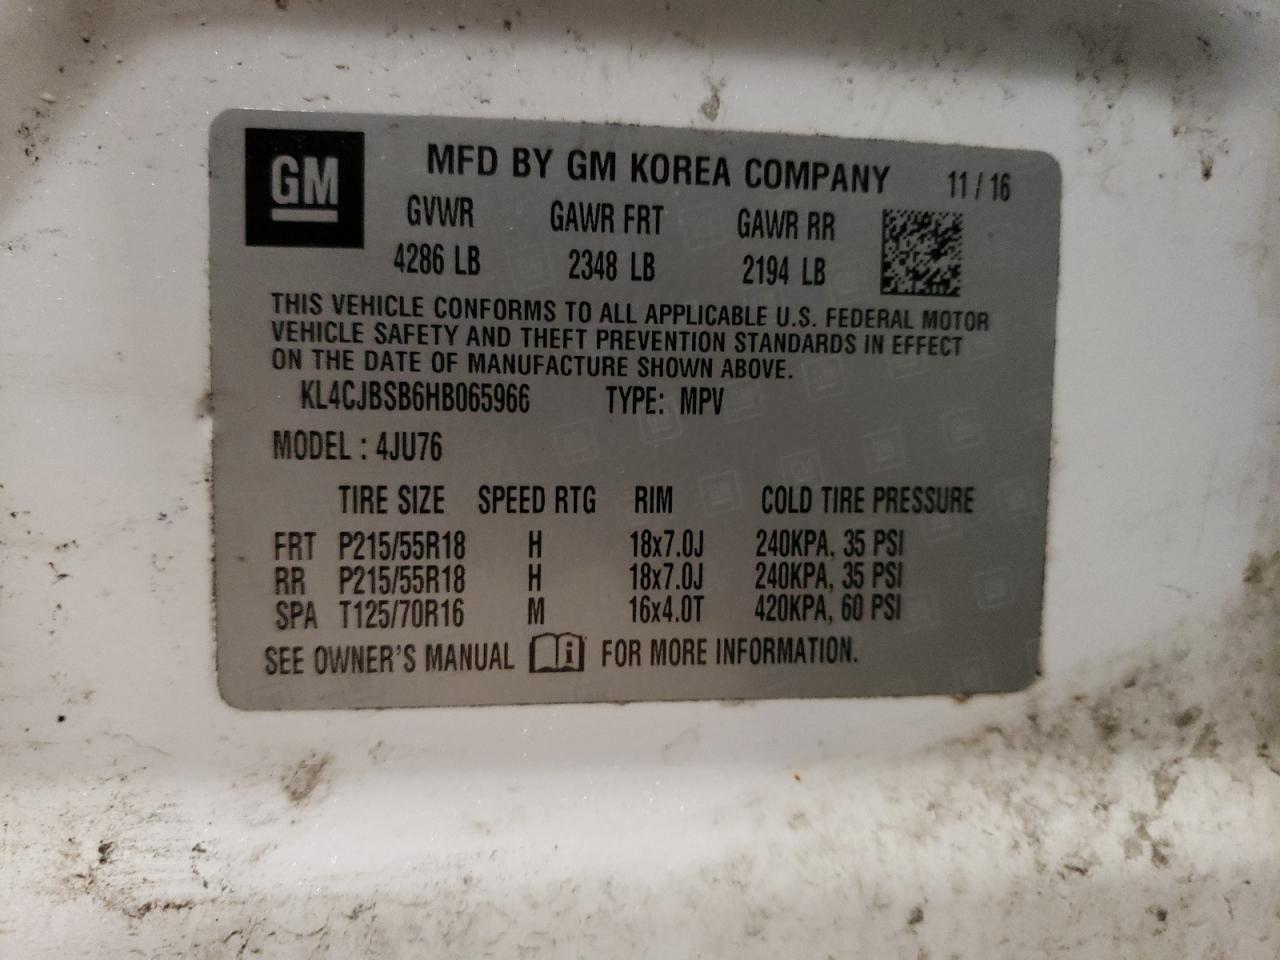 GM
MFD BY GM KOREA COMPANY 11 / 16
GVWR GAWR FRT GAWR RR
4286 LB 2348 LB 2194 LB
THIS VEHICLE CONFORMS TO ALL APPLICABLE U.S. FEDERAL MOTOR
VEHICLE SAFETY AND THEFT PREVENTION STANDARDS IN EFFECT
ON THE DATE OF MANUFACTURE SHOWN ABOVE.
KL4CJBSB6HB065966 TYPE: MPV
MODEL : 4JU76
TIRE SIZE SPEED RTG RIM COLD TIRE PRESSURE
FRT P215/55R18 H 18x7.0J 240KPA, 35 PSI
RR P215/55R18 H 18x7.0J 240KPA, 35 PSI
SPA T125/70R16 M 16x4.0T 420KPA, 60 PSI
SEE OWNER'S MANUAL i FOR MORE INFORMATION.